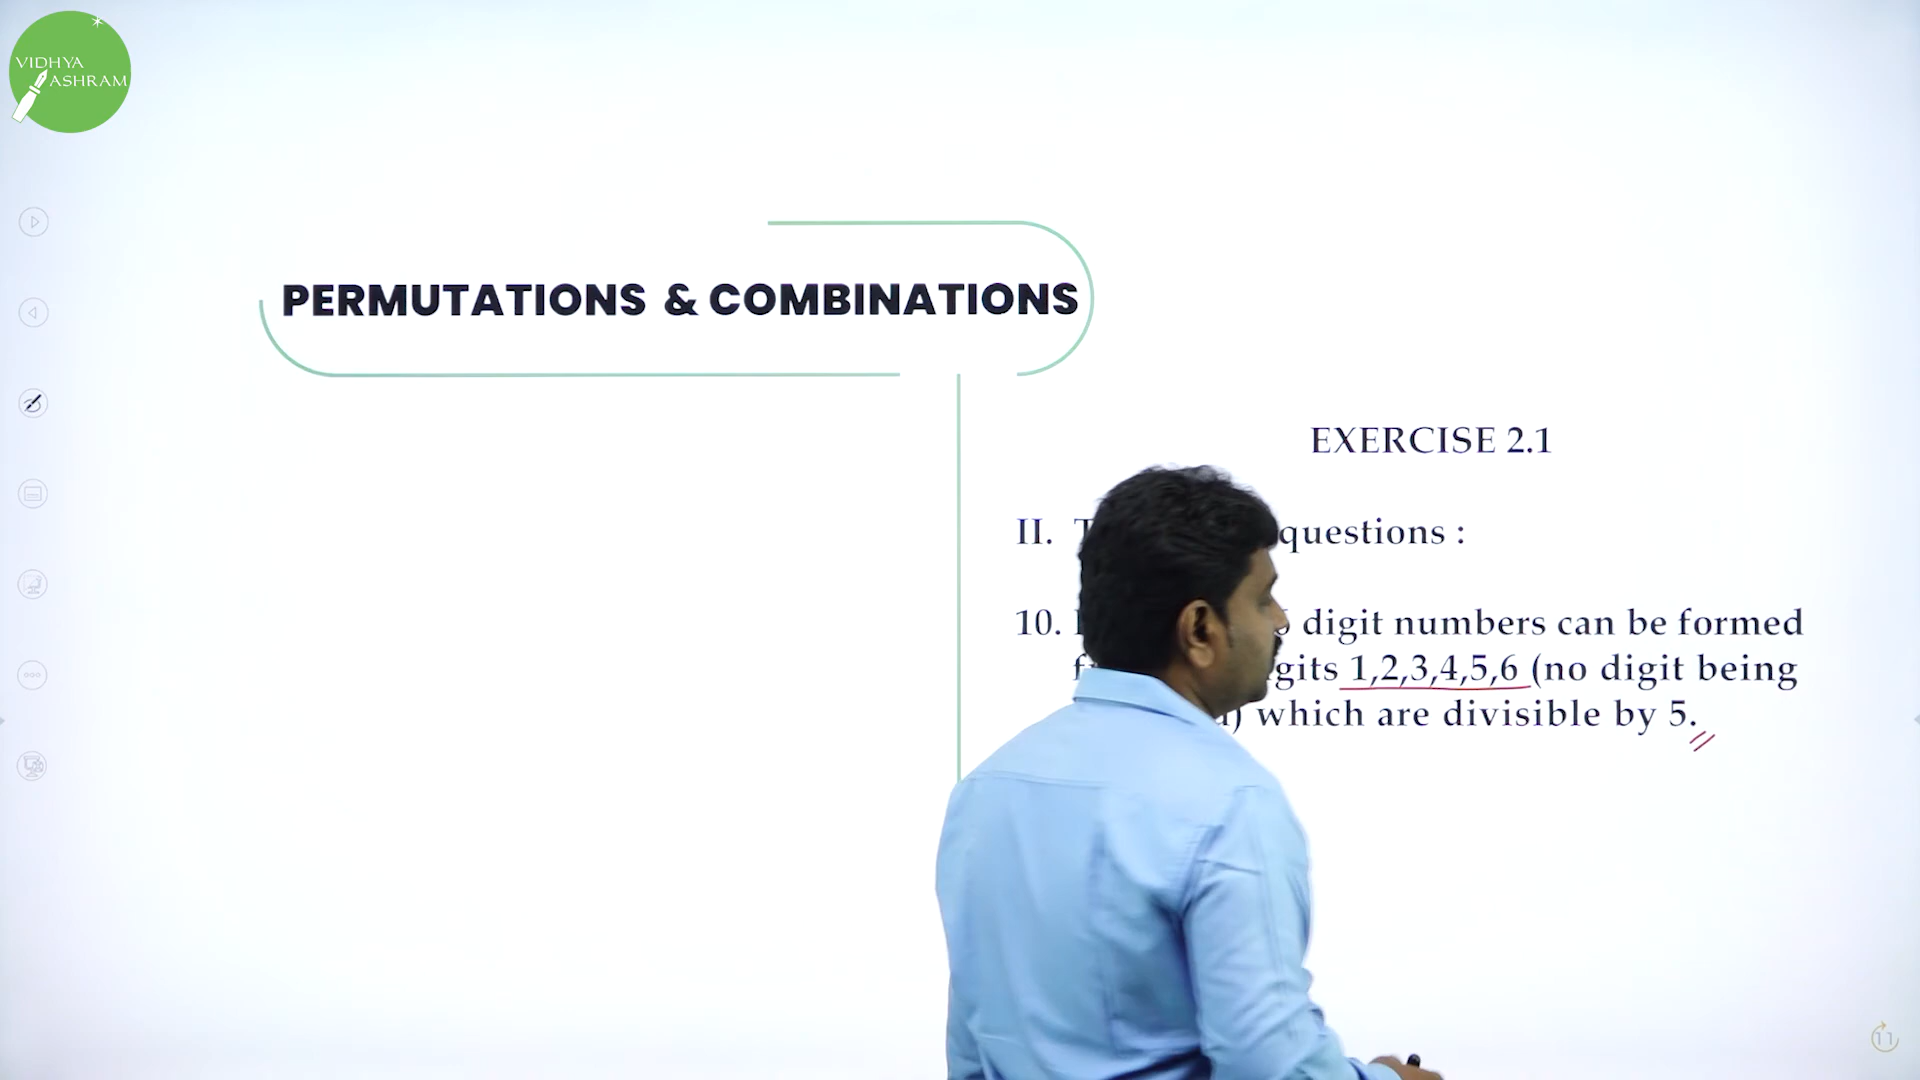 VIDHYA
ASHRAM
PERMUTATIONS & COMBINATIONS
EXERCISE 2.1
II. questions :
10. digit numbers can be formed
1,2,3,4,5,6 (no digit being
which are divisible by 5.
11